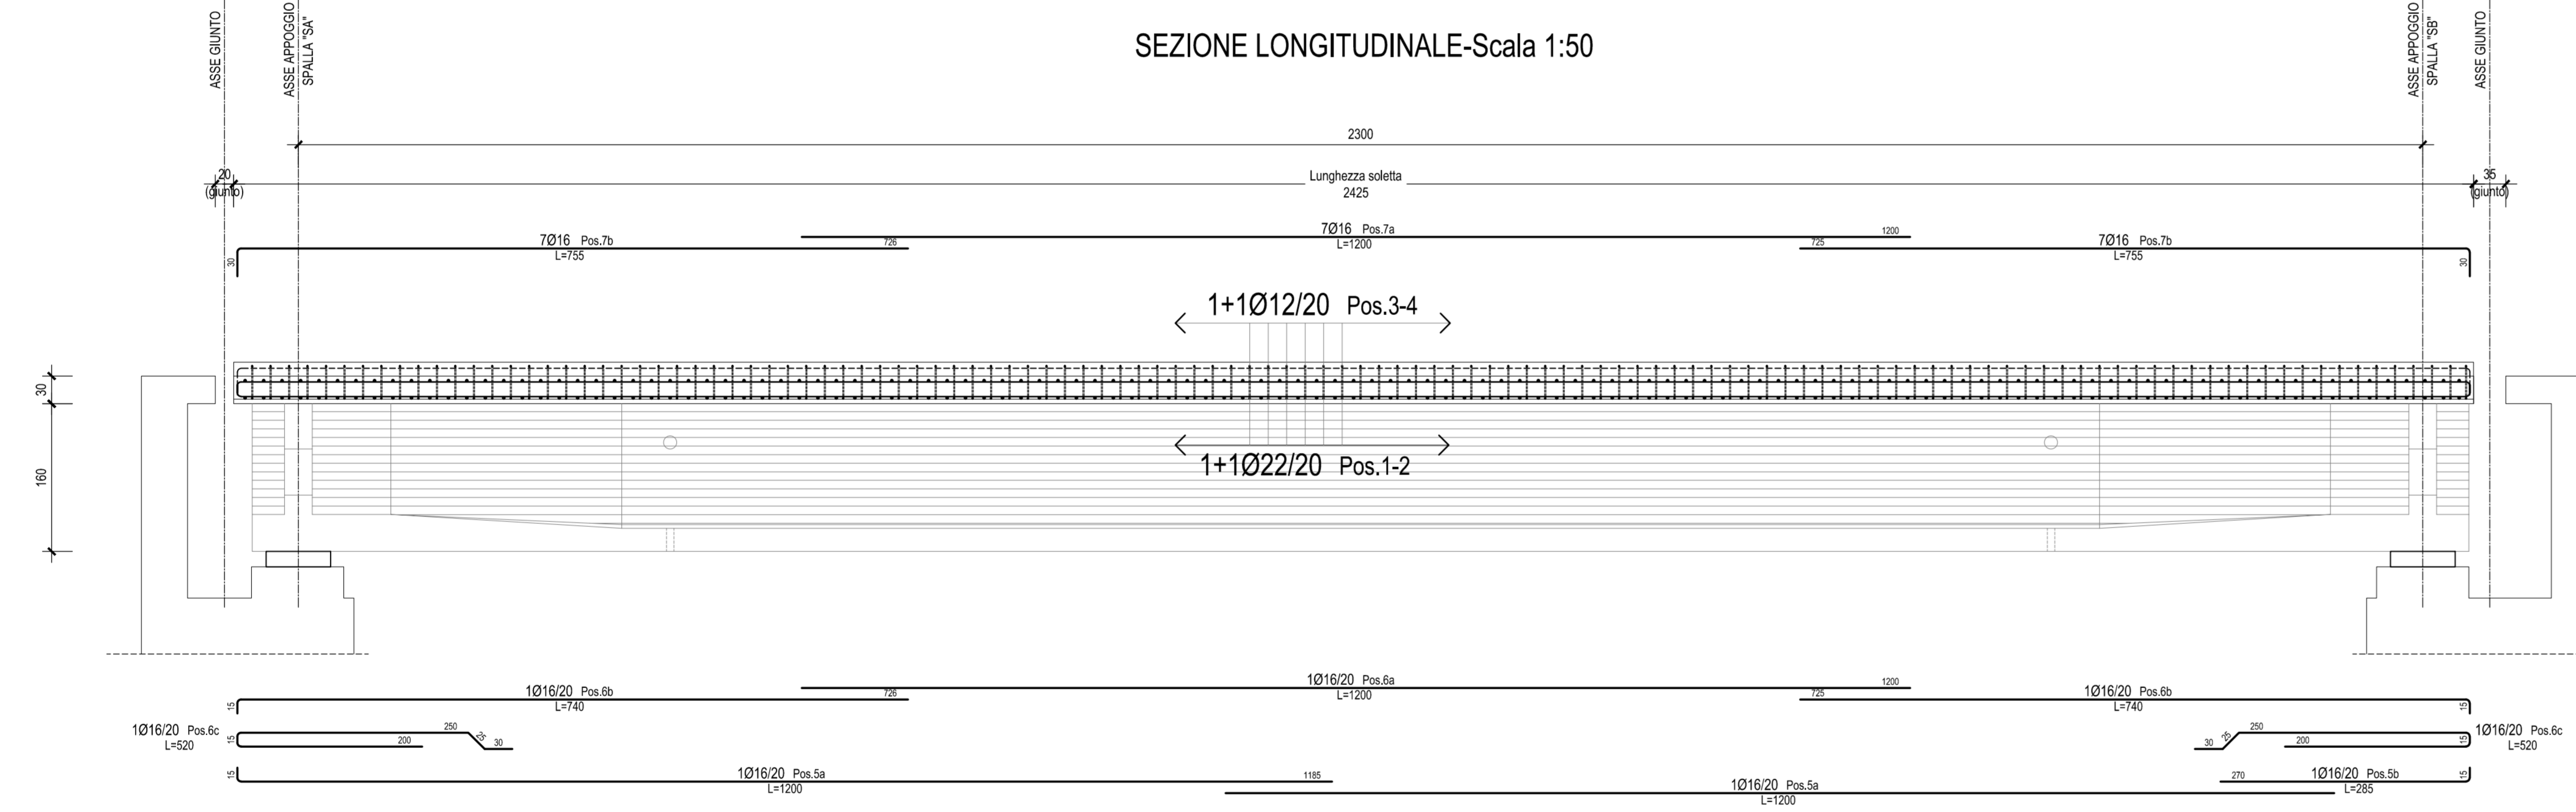 SEZIONE LONGITUDINALE-Scala 1:50
ASSE GIUNTO
ASSE APPOGGIO
SPALLA "SA"
ASSE APPOGGIO
SPALLA "SB"
ASSE GIUNTO
2300
20
(giunto)
Lunghezza soletta
2425
35
(giunto)
7Ø16 Pos.7a
L=1200
1200
7Ø16 Pos.7b
L=755
726
30
725
7Ø16 Pos.7b
L=755
30
1+1Ø12/20 Pos.3-4
1+1Ø22/20 Pos.1-2
30
160
1Ø16/20 Pos.6a
L=1200
1200
15
1Ø16/20 Pos.6b
L=740
726
725
1Ø16/20 Pos.6b
L=740
15
1Ø16/20 Pos.6c
L=520
15
250
200
25
30
30
25
250
200
15
1Ø16/20 Pos.6c
L=520
15
1Ø16/20 Pos.5a
L=1200
1185
1Ø16/20 Pos.5a
L=1200
270
1Ø16/20 Pos.5b
L=285
15